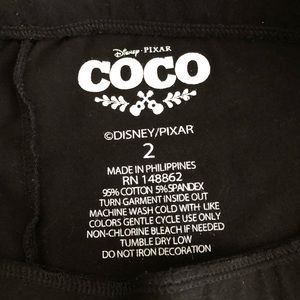 Disney · PIXAR
COCO
©DISNEY/PIXAR
2
MADE IN PHILIPPINES
RN 148862
95% COTTON 5% SPANDEX
TURN GARMENT INSIDE OUT
MACHINE WASH COLD WITH LIKE
COLORS GENTLE CYCLE USE ONLY
NON-CHLORINE BLEACH IF NEEDED
TUMBLE DRY LOW
DO NOT IRON DECORATION